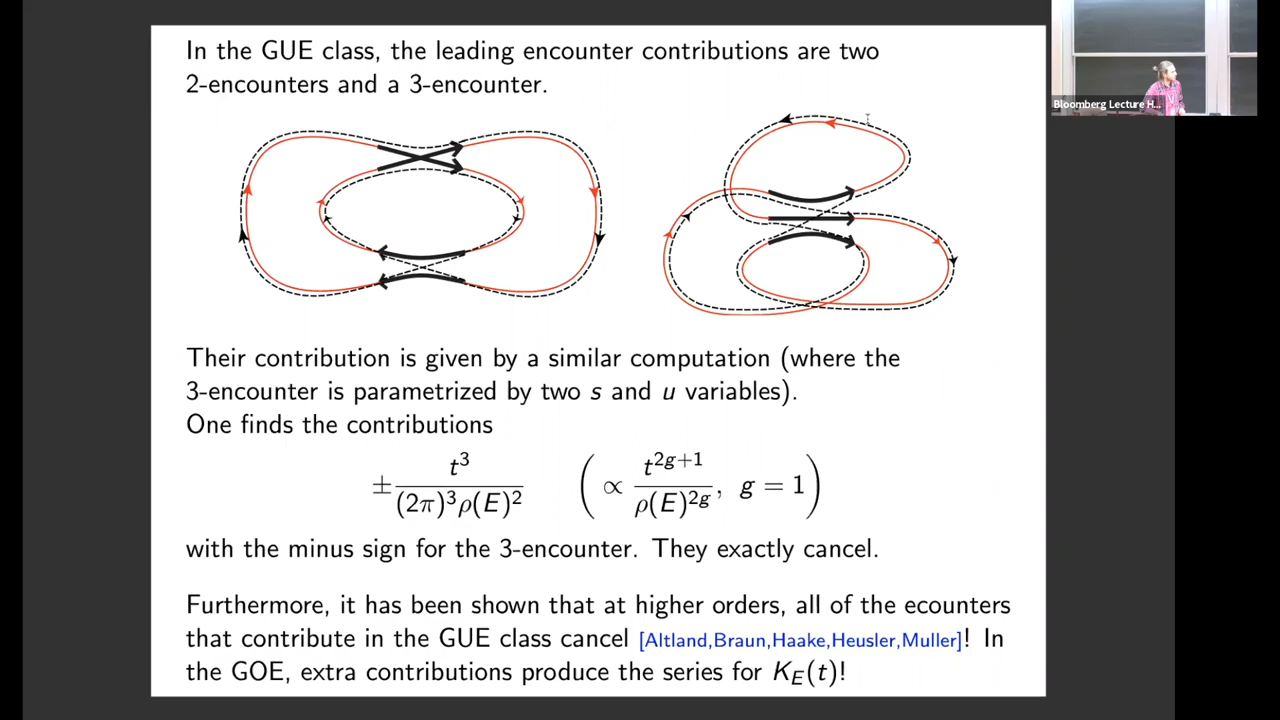 In the GUE class, the leading encounter contributions are two
2-encounters and a 3-encounter.
Bloomberg Lecture H...
Their contribution is given by a similar computation (where the
3-encounter is parametrized by two s and u variables).
One finds the contributions
± t³ / (2π)³ρ(E)² ( ∝ t²ᵍ⁺¹ / ρ(E)²ᵍ, g = 1 )
with the minus sign for the 3-encounter. They exactly cancel.
Furthermore, it has been shown that at higher orders, all of the ecounters
that contribute in the GUE class cancel [Altland,Braun,Haake,Heusler,Muller]! In
the GOE, extra contributions produce the series for K_E(t)!